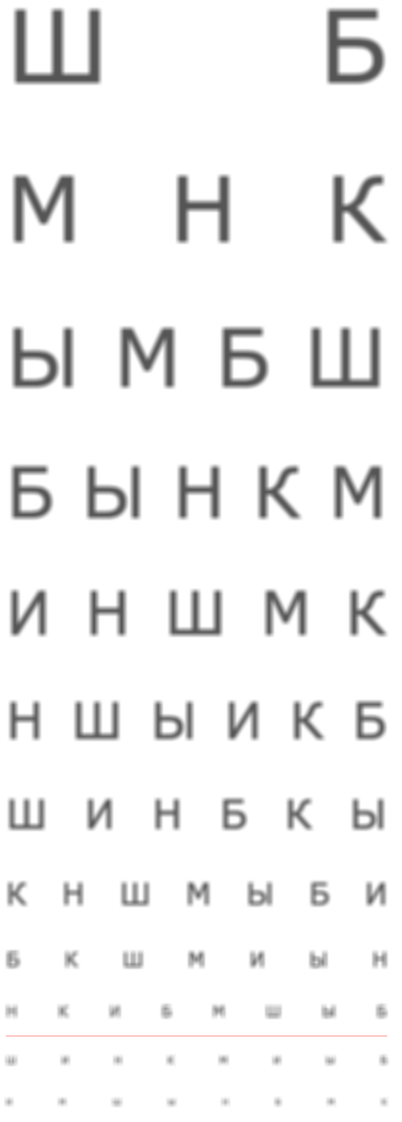 Ш Б
М Н К
Ы М Б Ш
Б Ы Н К М
И Н Ш М К
Н Ш Ы И К Б
Ш И Н Б К Ы
К Н Ш М Ы Б И
Б К Ш М И Ы Н
Н К И Б М Ш Ы Б